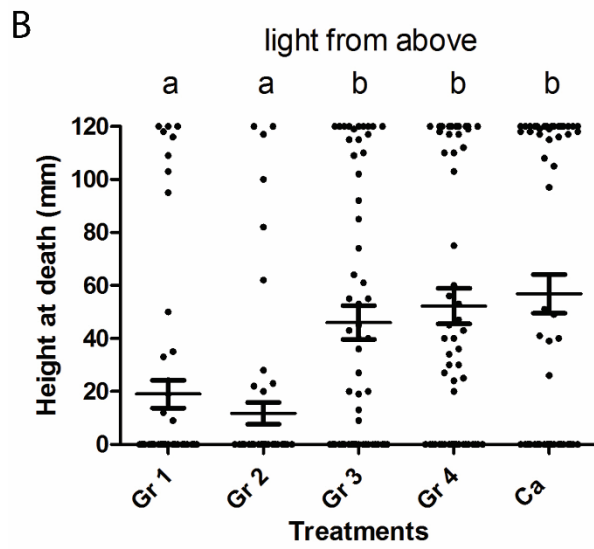 B
light from above
a a b b b
120
100
80
60
40
20
0
Height at death (mm)
Gr 1 Gr 2 Gr 3 Gr 4 Ca
Treatments